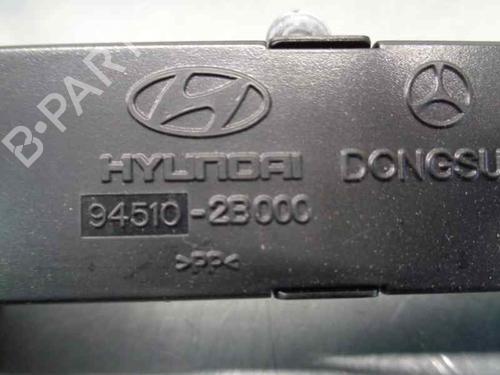 B-PARTS
HYUNDAI DONGSU
94510-2B000
>PP<